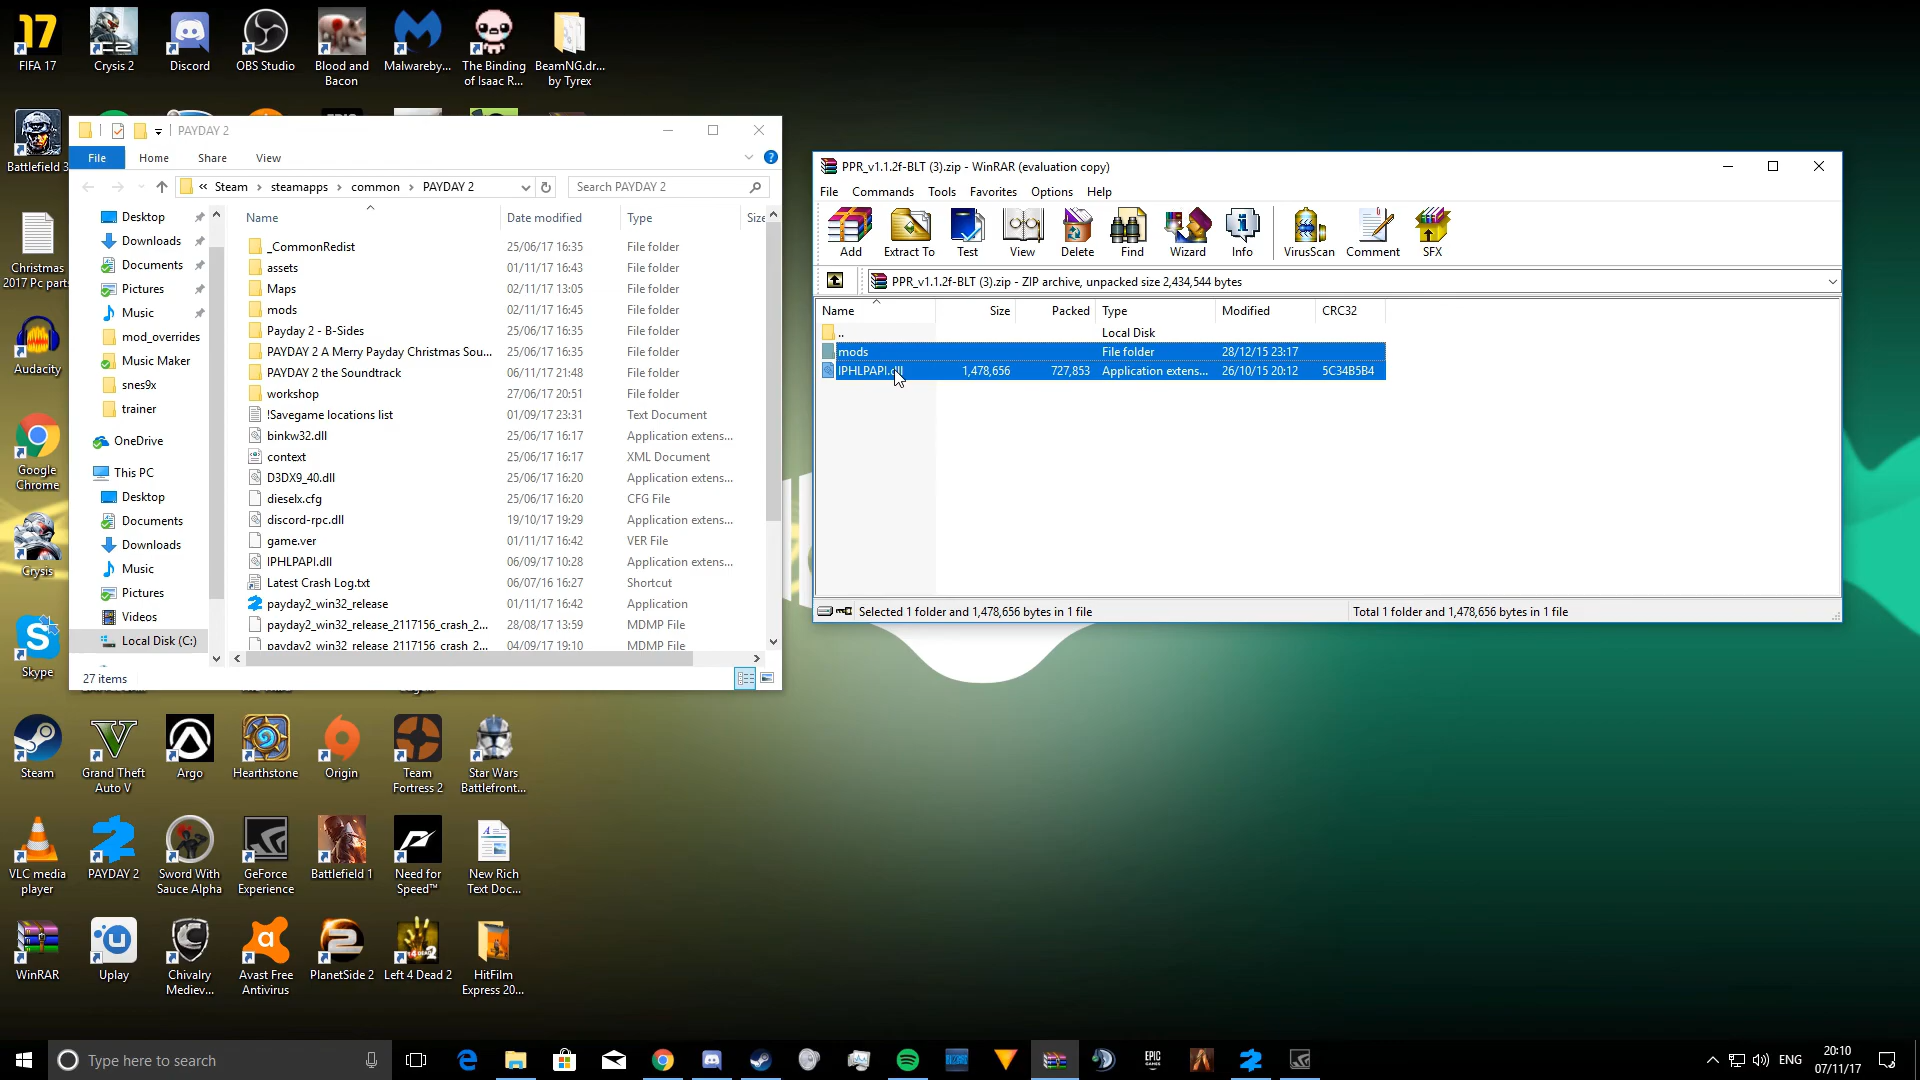 FIFA 17
Crysis 2
Discord
OBS Studio
Blood and
Bacon
Malwareby...
The Binding
of Isaac R...
BeamNG.dr...
by Tyrex
Battlefield 3
Christmas
2017 Pc part
Audacity
Google
Chrome
Crysis
Skype
PAYDAY 2
File
Home
Share
View
« Steam > steamapps > common > PAYDAY 2
Search PAYDAY 2
Desktop
Downloads
Documents
Pictures
Music
mod_overrides
Music Maker
snes9x
trainer
OneDrive
This PC
Desktop
Documents
Downloads
Music
Pictures
Videos
Local Disk (C:)
Name Date modified Type Size
_CommonRedist 25/06/17 16:35 File folder
assets 01/11/17 16:43 File folder
Maps 02/11/17 13:05 File folder
mods 02/11/17 16:45 File folder
Payday 2 - B-Sides 25/06/17 16:35 File folder
PAYDAY 2 A Merry Payday Christmas Sou... 25/06/17 16:35 File folder
PAYDAY 2 the Soundtrack 06/11/17 21:48 File folder
workshop 27/06/17 20:51 File folder
!Savegame locations list 01/09/17 23:31 Text Document
binkw32.dll 25/06/17 16:17 Application extens...
context 25/06/17 16:17 XML Document
D3DX9_40.dll 25/06/17 16:20 Application extens...
dieselx.cfg 25/06/17 16:20 CFG File
discord-rpc.dll 19/10/17 19:29 Application extens...
game.ver 01/11/17 16:42 VER File
IPHLPAPI.dll 06/09/17 10:28 Application extens...
Latest Crash Log.txt 06/07/16 16:27 Shortcut
payday2_win32_release 01/11/17 16:42 Application
payday2_win32_release_2117156_crash_2... 28/08/17 13:59 MDMP File
payday2_win32_release_2117156_crash_2... 04/09/17 19:10 MDMP File
27 items
PPR_v1.1.2f-BLT (3).zip - WinRAR (evaluation copy)
File Commands Tools Favorites Options Help
Add
Extract To
Test
View
Delete
Find
Wizard
Info
VirusScan
Comment
SFX
PPR_v1.1.2f-BLT (3).zip - ZIP archive, unpacked size 2,434,544 bytes
Name Size Packed Type Modified CRC32
.. Local Disk
mods File folder 28/12/15 23:17
IPHLPAPI.dll 1,478,656 727,853 Application extens... 26/10/15 20:12 5C34B5B4
Selected 1 folder and 1,478,656 bytes in 1 file
Total 1 folder and 1,478,656 bytes in 1 file
Steam
Grand Theft
Auto V
Argo
Hearthstone
Origin
Team
Fortress 2
Star Wars
Battlefront...
VLC media
player
PAYDAY 2
Sword With
Sauce Alpha
GeForce
Experience
Battlefield 1
Need for
Speed™
New Rich
Text Doc...
WinRAR
Uplay
Chivalry
Mediev...
Avast Free
Antivirus
PlanetSide 2
Left 4 Dead 2
HitFilm
Express 20...
Type here to search
ENG
20:10
07/11/17